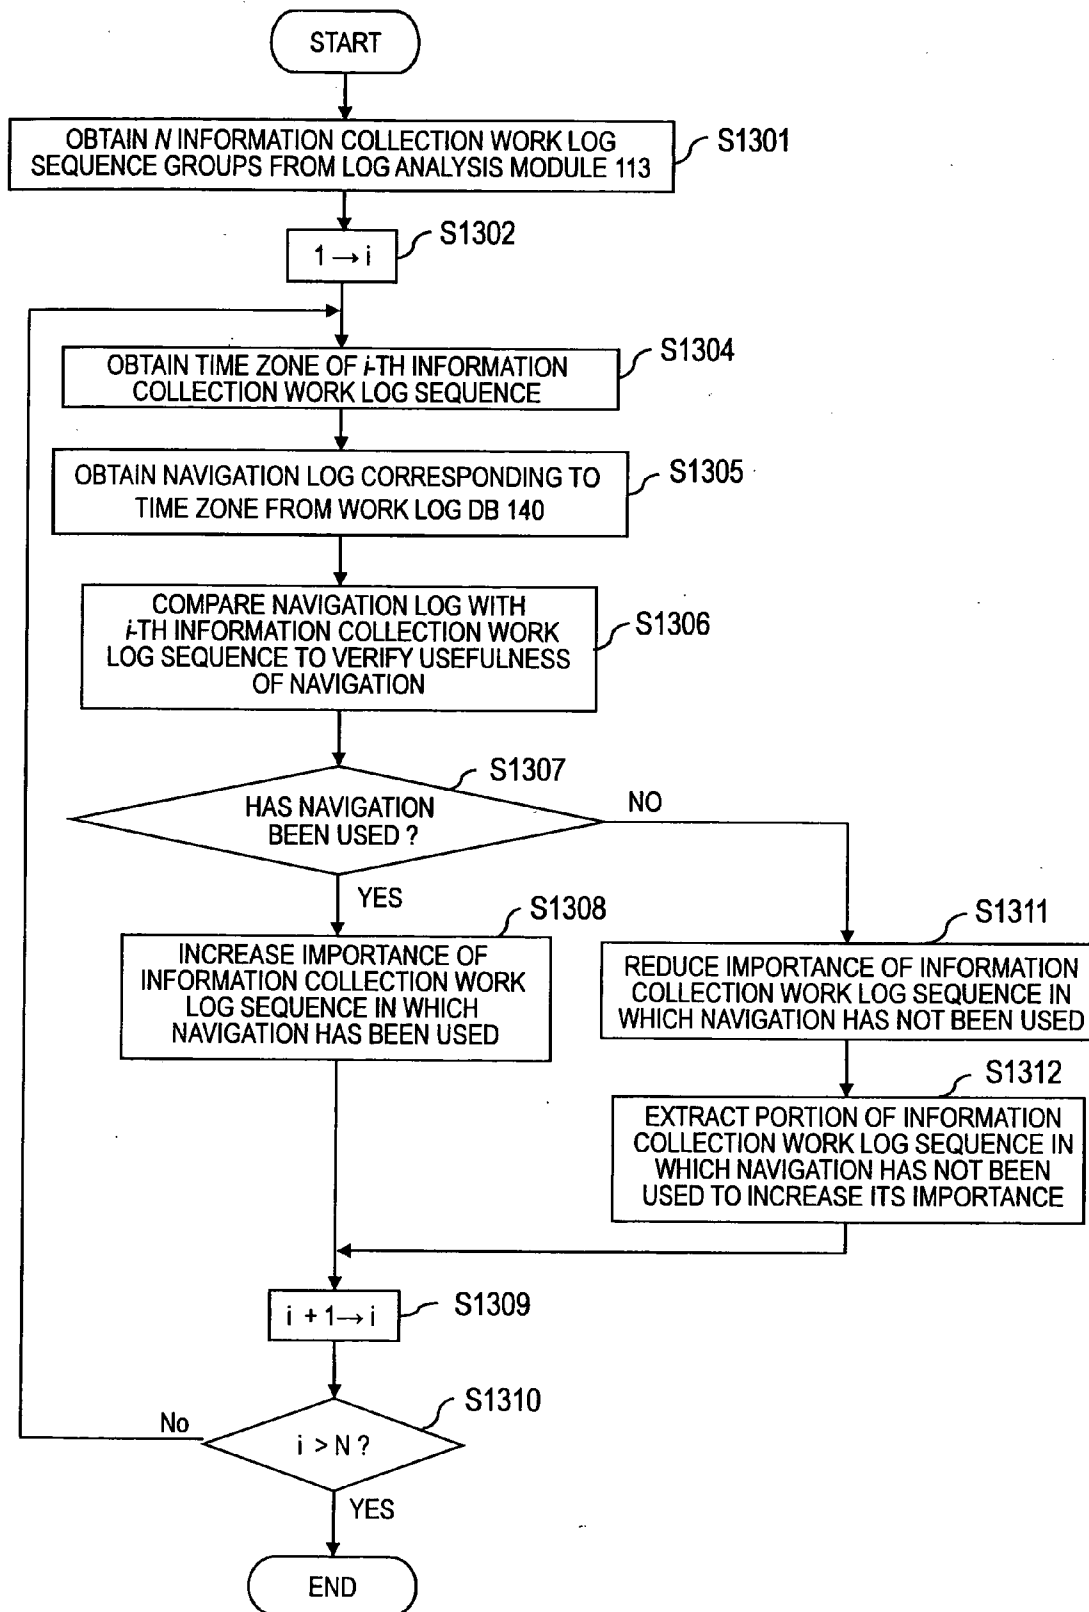 START
OBTAIN N INFORMATION COLLECTION WORK LOG
SEQUENCE GROUPS FROM LOG ANALYSIS MODULE 113
S1301
1 → i
S1302
OBTAIN TIME ZONE OF i-TH INFORMATION
COLLECTION WORK LOG SEQUENCE
S1304
OBTAIN NAVIGATION LOG CORRESPONDING TO
TIME ZONE FROM WORK LOG DB 140
S1305
COMPARE NAVIGATION LOG WITH
i-TH INFORMATION COLLECTION WORK
LOG SEQUENCE TO VERIFY USEFULNESS
OF NAVIGATION
S1306
HAS NAVIGATION
BEEN USED ?
S1307
NO
YES
INCREASE IMPORTANCE OF
INFORMATION COLLECTION WORK
LOG SEQUENCE IN WHICH
NAVIGATION HAS BEEN USED
S1308
REDUCE IMPORTANCE OF INFORMATION
COLLECTION WORK LOG SEQUENCE IN
WHICH NAVIGATION HAS NOT BEEN USED
S1311
EXTRACT PORTION OF INFORMATION
COLLECTION WORK LOG SEQUENCE IN
WHICH NAVIGATION HAS NOT BEEN
USED TO INCREASE ITS IMPORTANCE
S1312
i + 1 → i
S1309
i > N ?
S1310
No
YES
END